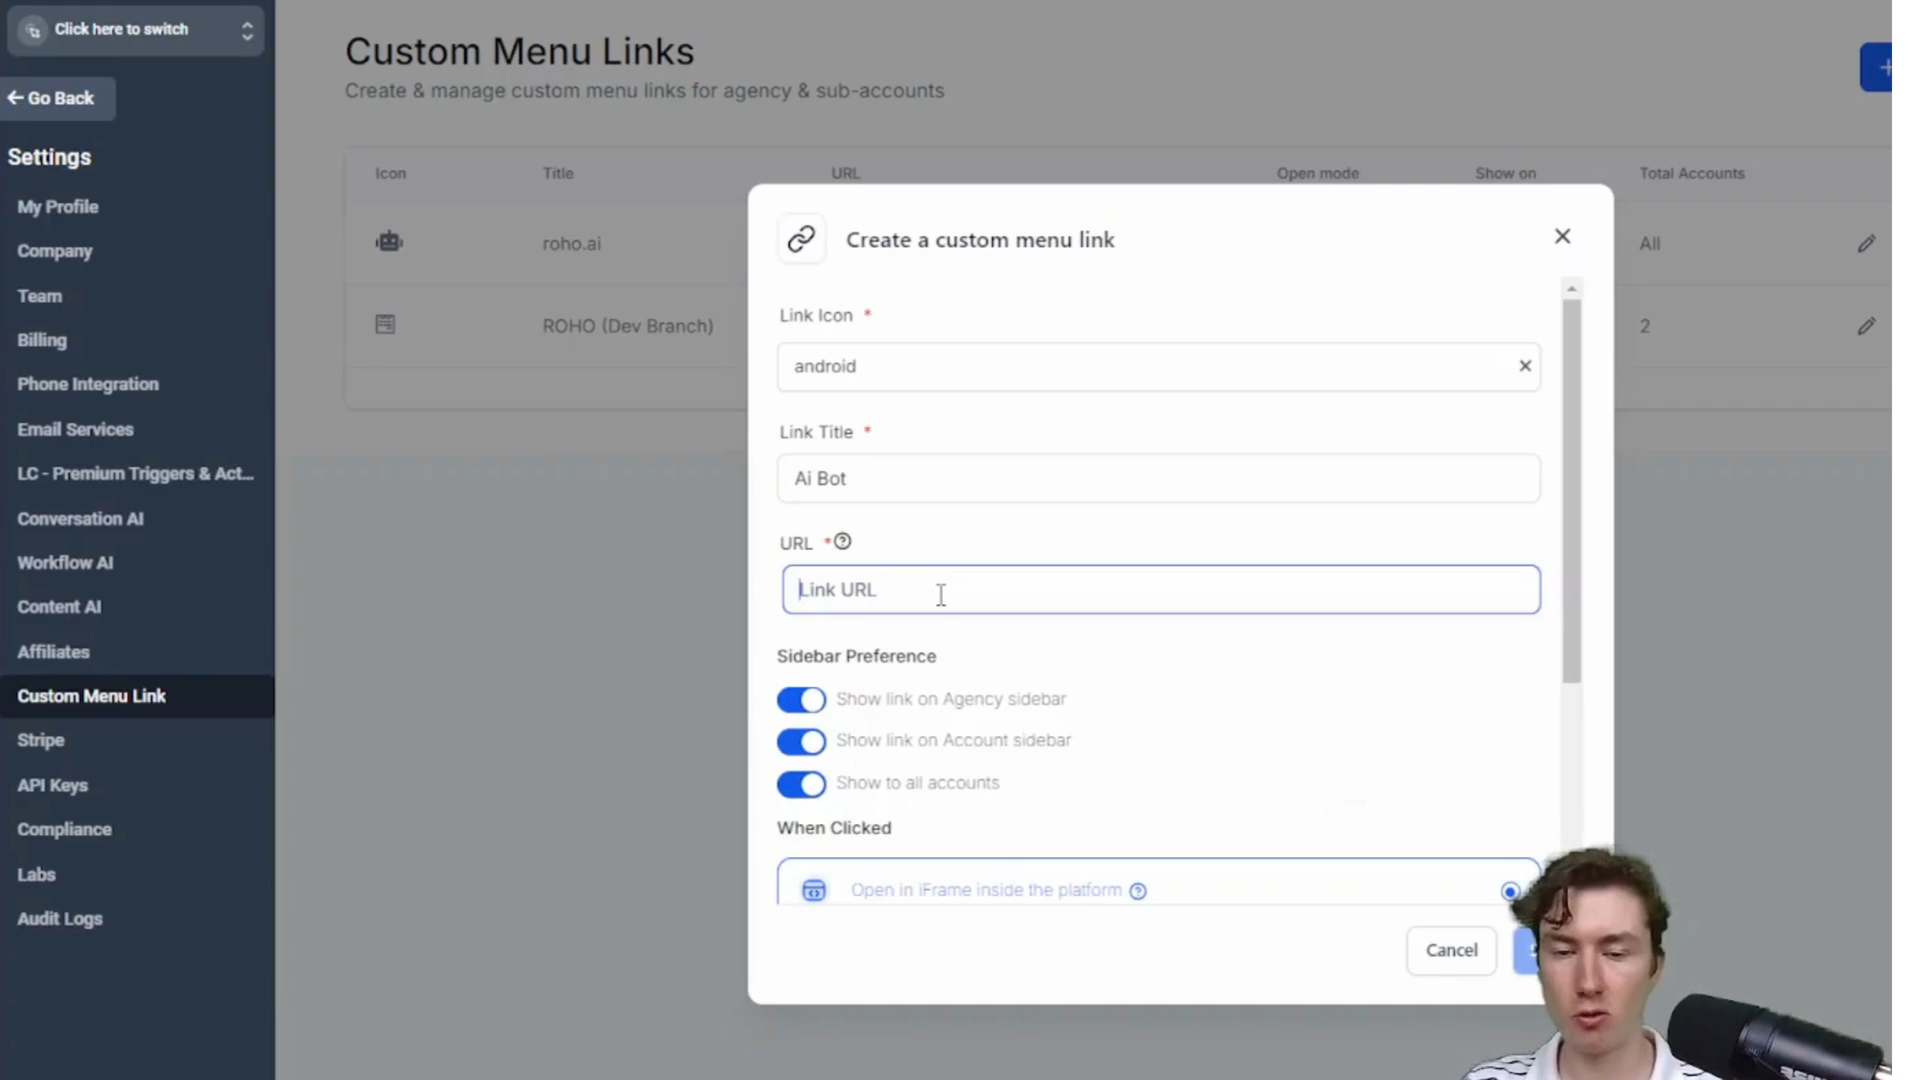 Click here to switch
Go Back
Settings
My Profile
Company
Team
Billing
Phone Integration
Email Services
LC - Premium Triggers & Act...
Conversation AI
Workflow AI
Content AI
Affiliates
Custom Menu Link
Stripe
API Keys
Compliance
Labs
Audit Logs
Custom Menu Links
Create & manage custom menu links for agency & sub-accounts
Icon Title URL Open mode Show on Total Accounts
roho.ai All
ROHO (Dev Branch) 2
Create a custom menu link
Link Icon *
android
Link Title *
Ai Bot
URL *
Link URL
Sidebar Preference
Show link on Agency sidebar
Show link on Account sidebar
Show to all accounts
When Clicked
Open in iFrame inside the platform
Cancel